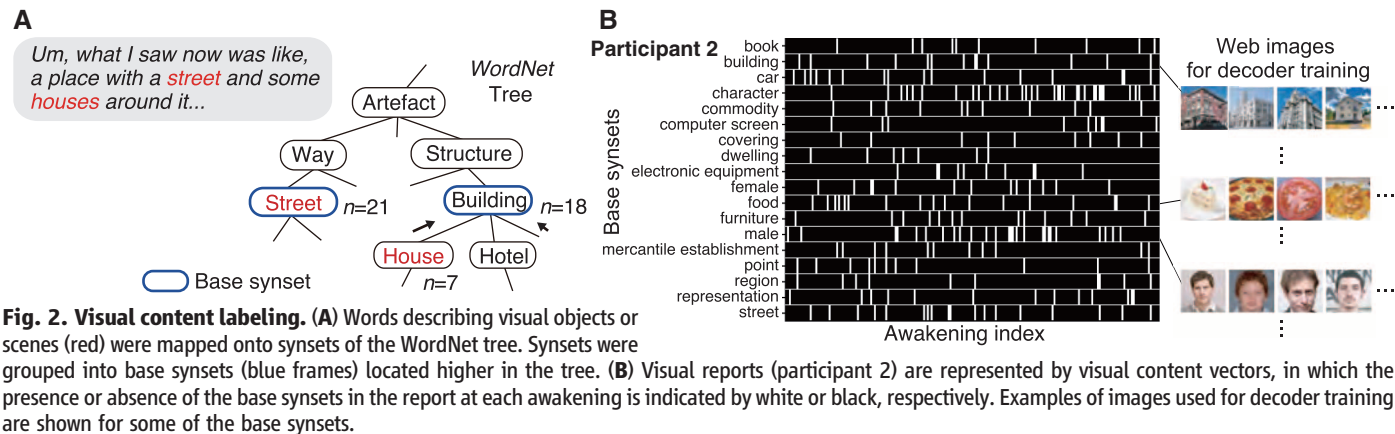 A
Um, what I saw now was like,
a place with a street and some
houses around it...
WordNet
Tree
Artefact
Way
Structure
Street
n=21
Building
n=18
House
Hotel
n=7
Base synset
B
Participant 2
Base synsets
book
building
car
character
commodity
computer screen
covering
dwelling
electronic equipment
female
food
furniture
male
mercantile establishment
point
region
representation
street
Awakening index
Web images
for decoder training
Fig. 2. Visual content labeling. (A) Words describing visual objects or
scenes (red) were mapped onto synsets of the WordNet tree. Synsets were
grouped into base synsets (blue frames) located higher in the tree. (B) Visual reports (participant 2) are represented by visual content vectors, in which the
presence or absence of the base synsets in the report at each awakening is indicated by white or black, respectively. Examples of images used for decoder training
are shown for some of the base synsets.